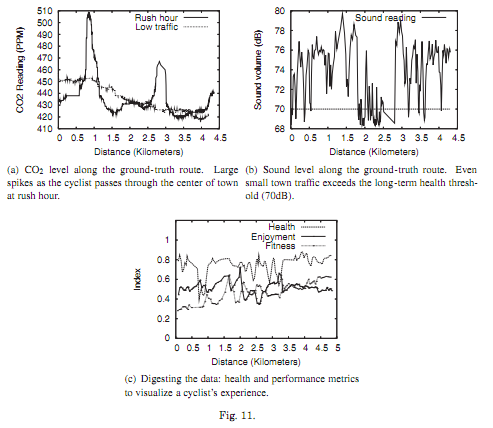 510
500
490
480
470
460
450
440
430
420
410
CO2 Reading (PPM)
Rush hour
Low traffic
0 0.5 1 1.5 2 2.5 3 3.5 4 4.5
Distance (Kilometers)
80
78
76
74
72
70
68
Sound volume (dB)
Sound reading
0 0.5 1 1.5 2 2.5 3 3.5 4 4.5
Distance (Kilometers)
(a) CO2 level along the ground-truth route. Large
spikes as the cyclist passes through the center of town
at rush hour.
(b) Sound level along the ground-truth route. Even
small town traffic exceeds the long-term health thresh-
old (70dB).
1
0.8
0.6
0.4
0.2
0
Index
Health
Enjoyment
Fitness
0 0.5 1 1.5 2 2.5 3 3.5 4 4.5 5
Distance (Kilometers)
(c) Digesting the data: health and performance metrics
to visualize a cyclist's experience.
Fig. 11.